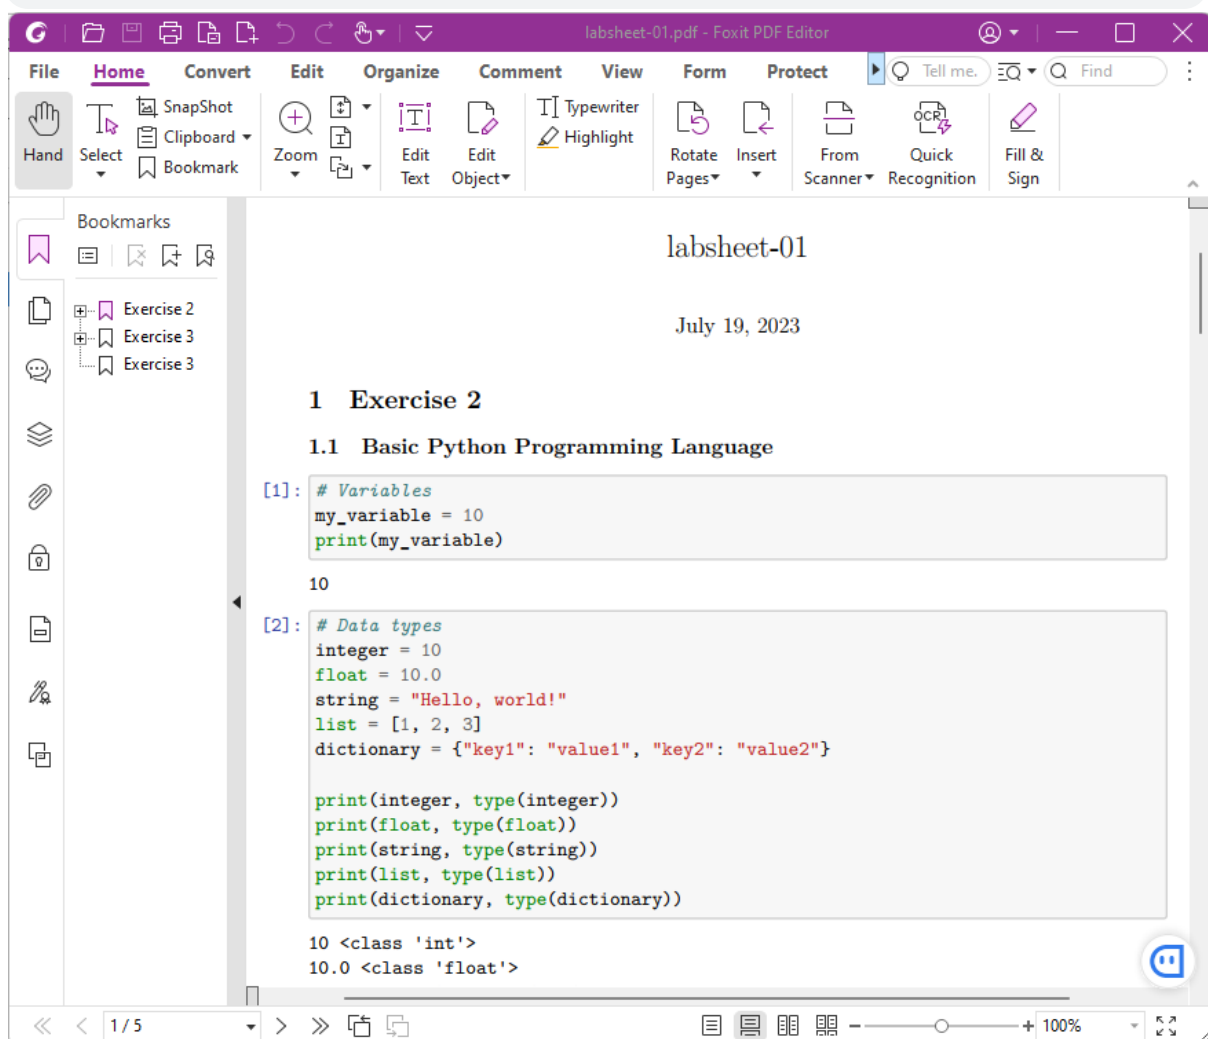 labsheet-01.pdf - Foxit PDF Editor
File Home Convert Edit Organize Comment View Form Protect Tell me. Find
Hand
Select
SnapShot
Clipboard
Bookmark
Zoom
Edit Text
Edit Object
Typewriter
Highlight
Rotate Pages
Insert
From Scanner
OCR
Quick Recognition
Fill & Sign
Bookmarks
Exercise 2
Exercise 3
Exercise 3
labsheet-01
July 19, 2023
1 Exercise 2
1.1 Basic Python Programming Language
[1]: # Variables
my_variable = 10
print(my_variable)
10
[2]: # Data types
integer = 10
float = 10.0
string = "Hello, world!"
list = [1, 2, 3]
dictionary = {"key1": "value1", "key2": "value2"}
print(integer, type(integer))
print(float, type(float))
print(string, type(string))
print(list, type(list))
print(dictionary, type(dictionary))
10 <class 'int'>
10.0 <class 'float'>
1 / 5
100%